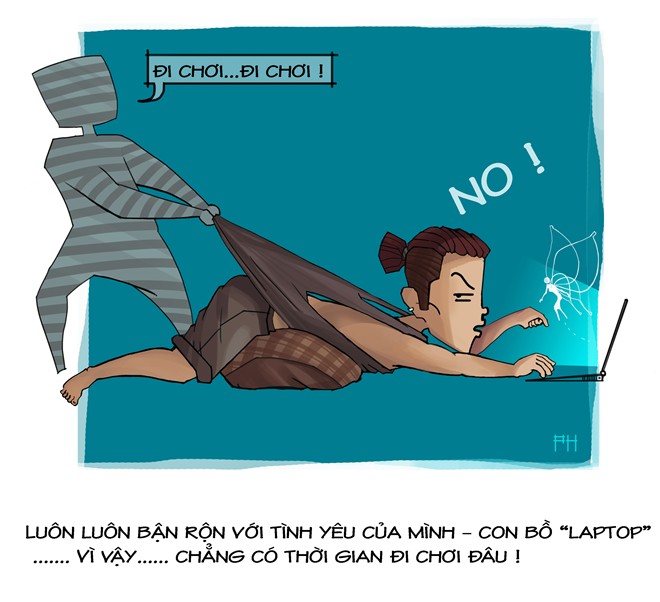 ĐI CHƠI...ĐI CHƠI !
NO !
PH
LUÔN LUÔN BẬN RỘN VỚI TÌNH YÊU CỦA MÌNH - CON BỒ “LAPTOP”
....... VÌ VẬY...... CHẲNG CÓ THỜI GIAN ĐI CHƠI ĐÂU !